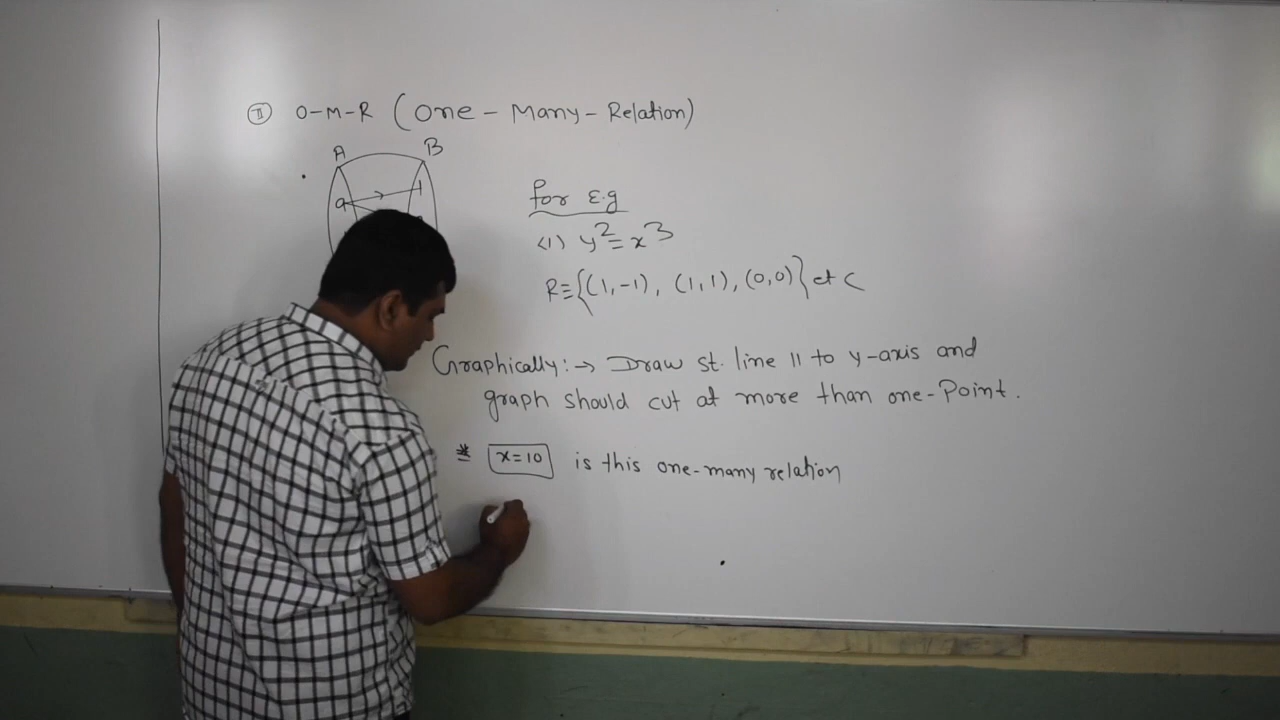 II O-M-R (One-Many-Relation)
A B
a 1
for E.g
(1) y²=x³
R≡{(1,-1), (1,1), (0,0)} etc
Graphically:→ Draw st. line || to y-axis and
graph should cut at more than one-Point.
* x=10 is this one-many relation